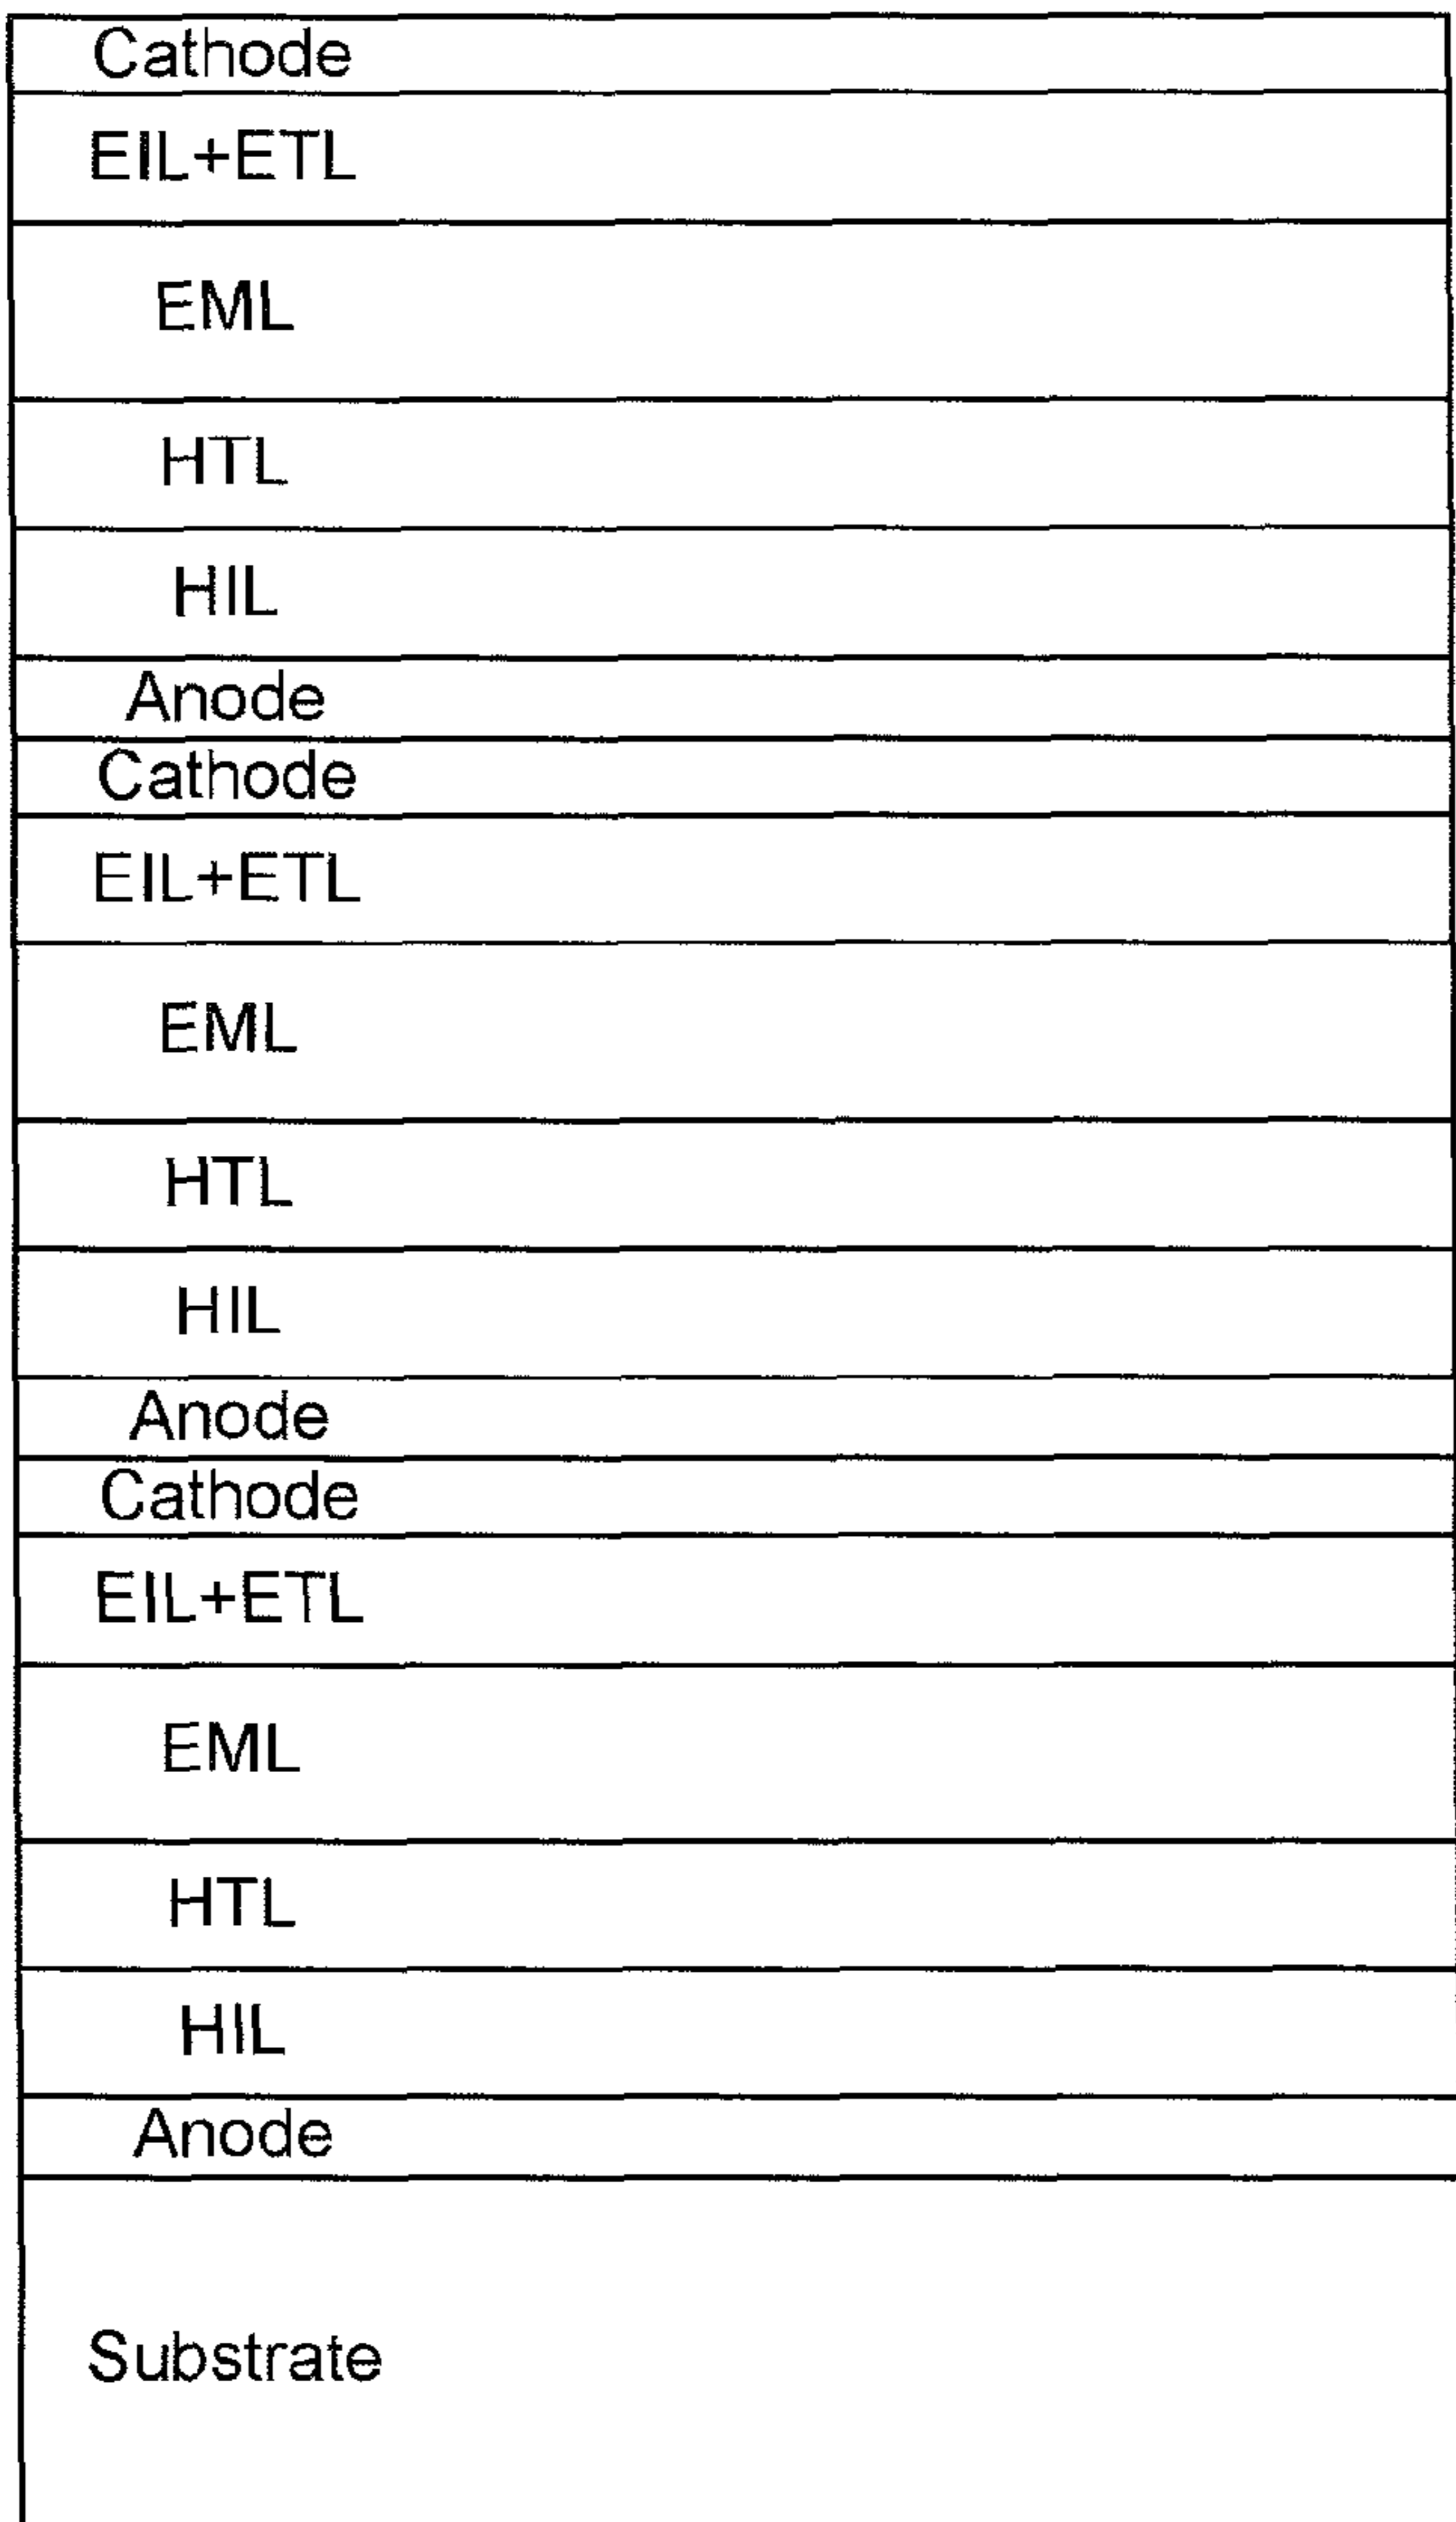 Cathode
EIL+ETL
EML
HTL
HIL
Anode
Cathode
EIL+ETL
EML
HTL
HIL
Anode
Cathode
EIL+ETL
EML
HTL
HIL
Anode
Substrate